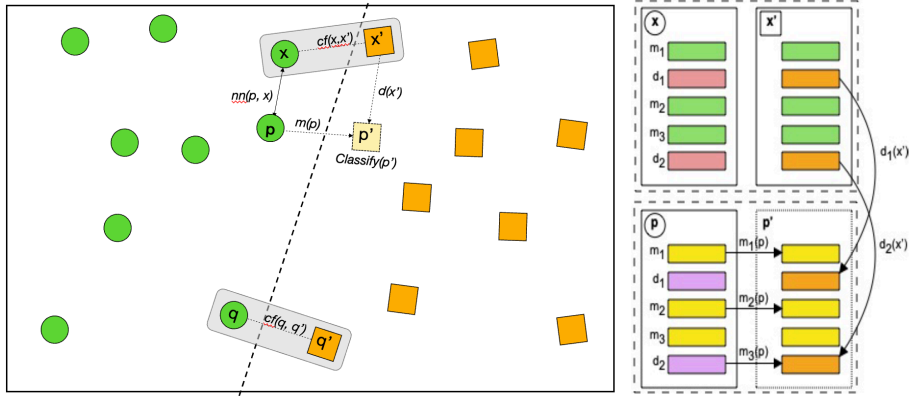 x
cf(x,x')
x'
nn(p, x)
d(x')
p
m(p)
p'
Classify(p')
q
cf(q, q')
q'
x
x'
m1
d1
m2
m3
d2
d1(x')
d2(x')
p
p'
m1
m1(p)
d1
m2
m2(p)
m3
d2
m3(p)